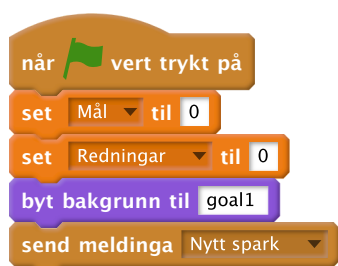 når vert trykt på
set Mål til 0
set Redningar til 0
byt bakgrunn til goal1
send meldinga Nytt spark